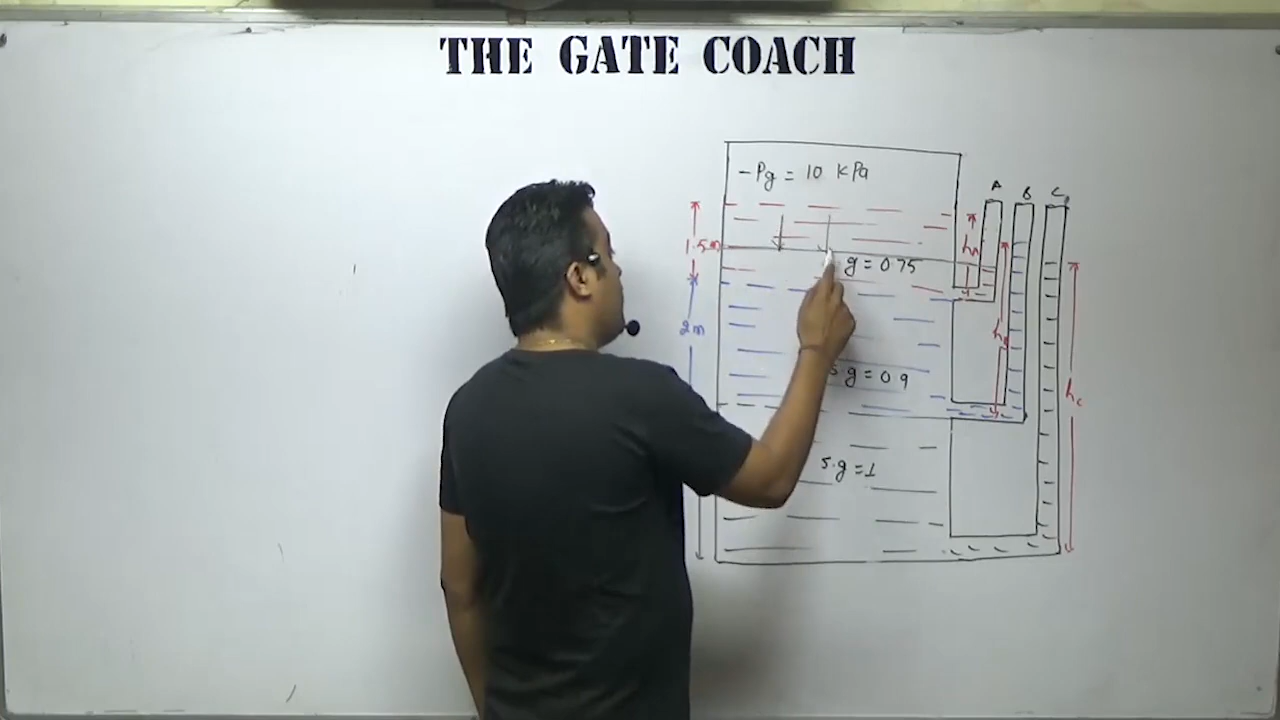 THE GATE COACH
-Pg = 10 KPa
A B C
1.5m
hA
g = 0.75
2m
hB
g = 0.9
hc
S.g = 1